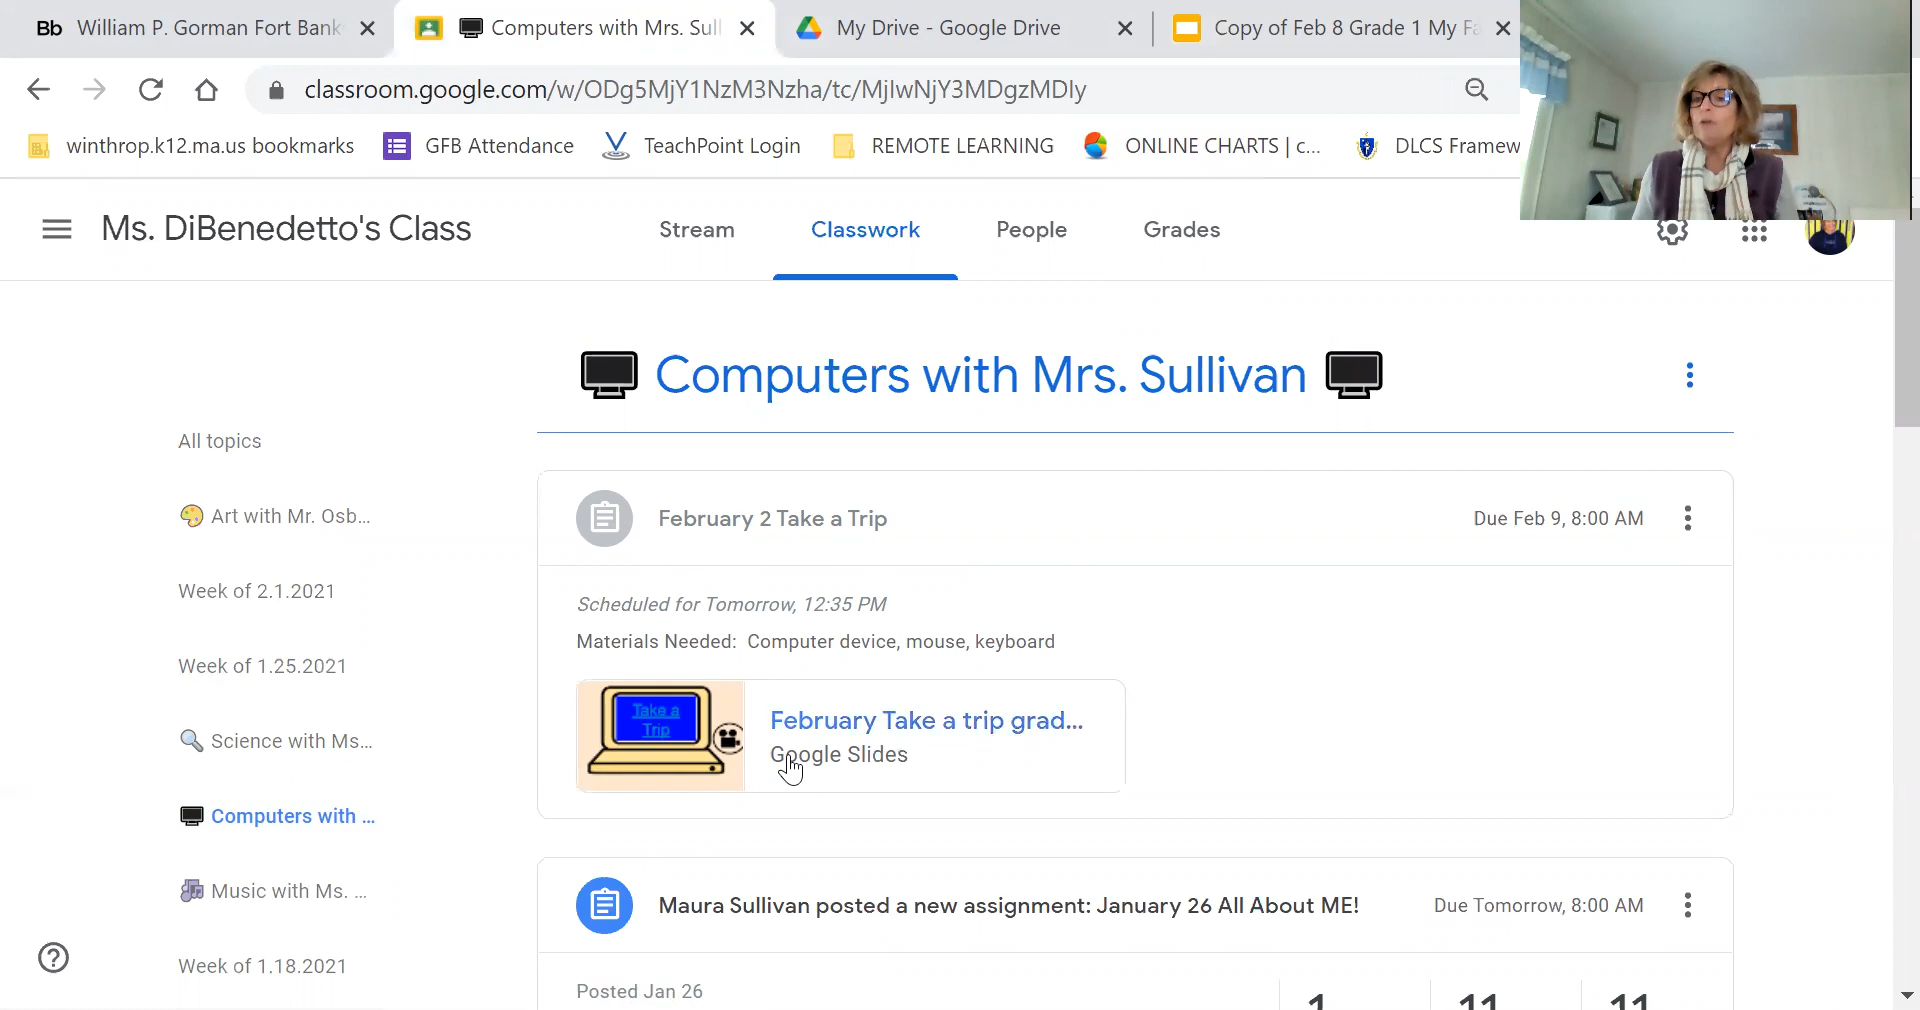 Bb William P. Gorman Fort Bank
Computers with Mrs. Sull
My Drive - Google Drive
Copy of Feb 8 Grade 1 My Fa
classroom.google.com/w/ODg5MjY1NzM3Nzha/tc/MjIwNjY3MDgzMDIy
winthrop.k12.ma.us bookmarks
GFB Attendance
TeachPoint Login
REMOTE LEARNING
ONLINE CHARTS | c...
DLCS Framew
Ms. DiBenedetto's Class
Stream
Classwork
People
Grades
Computers with Mrs. Sullivan
All topics
Art with Mr. Osb...
Week of 2.1.2021
Week of 1.25.2021
Science with Ms...
Computers with ...
Music with Ms. ...
Week of 1.18.2021
February 2 Take a Trip
Due Feb 9, 8:00 AM
Scheduled for Tomorrow, 12:35 PM
Materials Needed: Computer device, mouse, keyboard
Take a
Trip
February Take a trip grad...
Google Slides
Maura Sullivan posted a new assignment: January 26 All About ME!
Due Tomorrow, 8:00 AM
Posted Jan 26
1
11
11